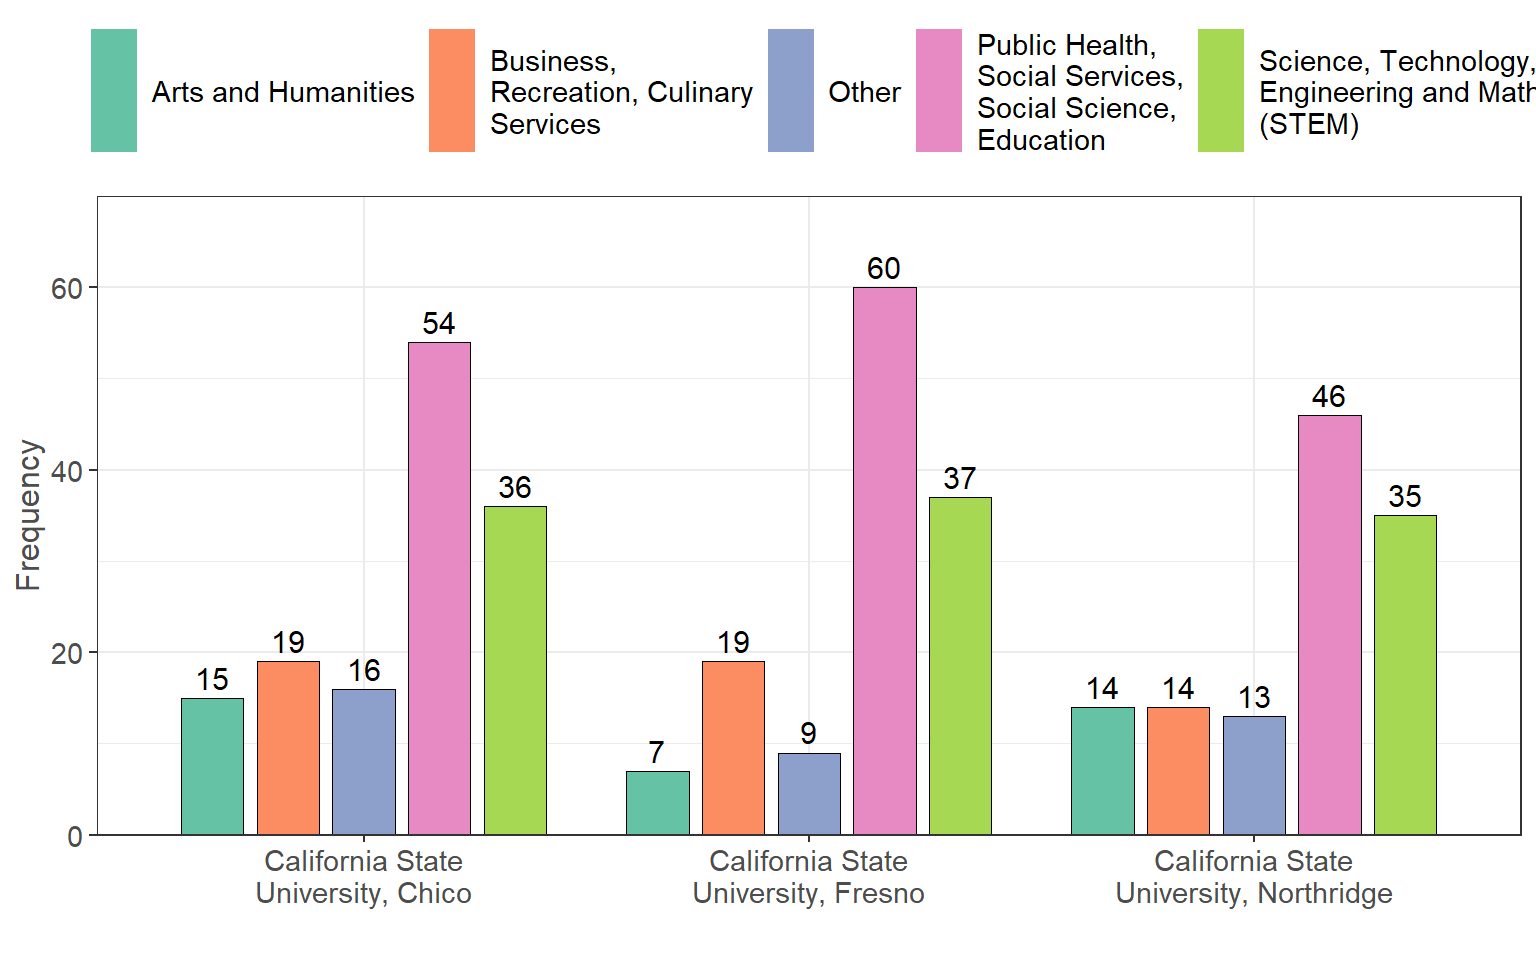 Arts and Humanities
Business,
Recreation, Culinary
Services
Other
Public Health,
Social Services,
Social Science,
Education
Science, Technology,
Engineering and Math
(STEM)
Frequency
60
40
20
0
15
19
16
54
36
7
19
9
60
37
14
14
13
46
35
California State
University, Chico
California State
University, Fresno
California State
University, Northridge